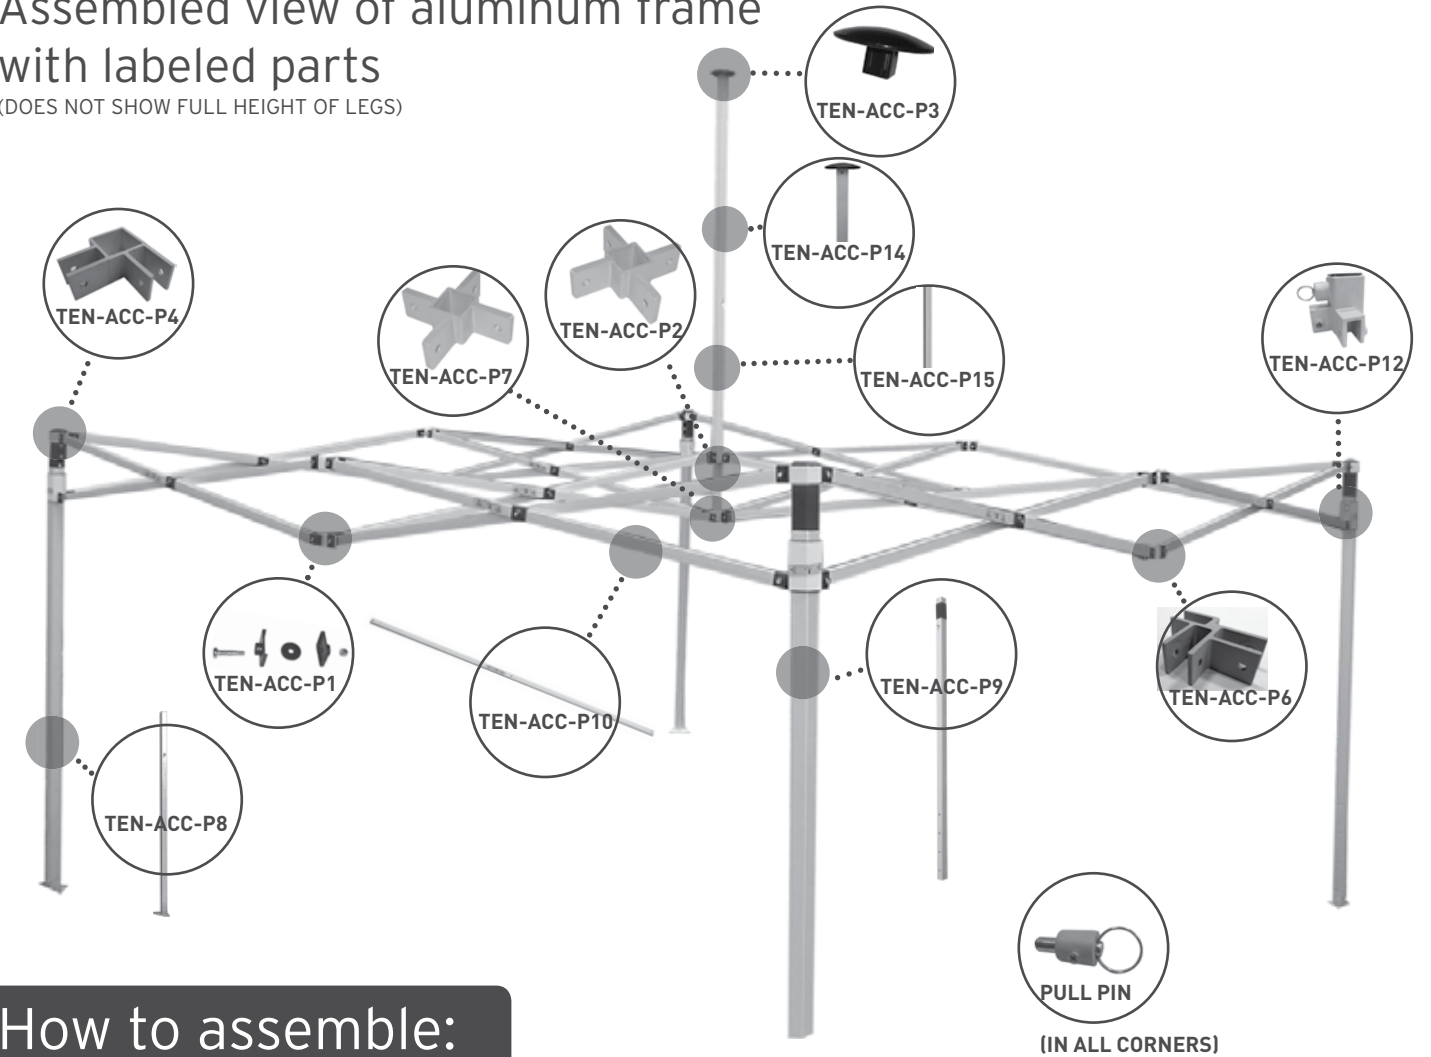 Assembled view of aluminum frame
with labeled parts
(DOES NOT SHOW FULL HEIGHT OF LEGS)
TEN-ACC-P3
TEN-ACC-P14
TEN-ACC-P4
TEN-ACC-P2
TEN-ACC-P7
TEN-ACC-P15
TEN-ACC-P12
TEN-ACC-P1
TEN-ACC-P10
TEN-ACC-P9
TEN-ACC-P6
TEN-ACC-P8
PULL PIN
(IN ALL CORNERS)
How to assemble: